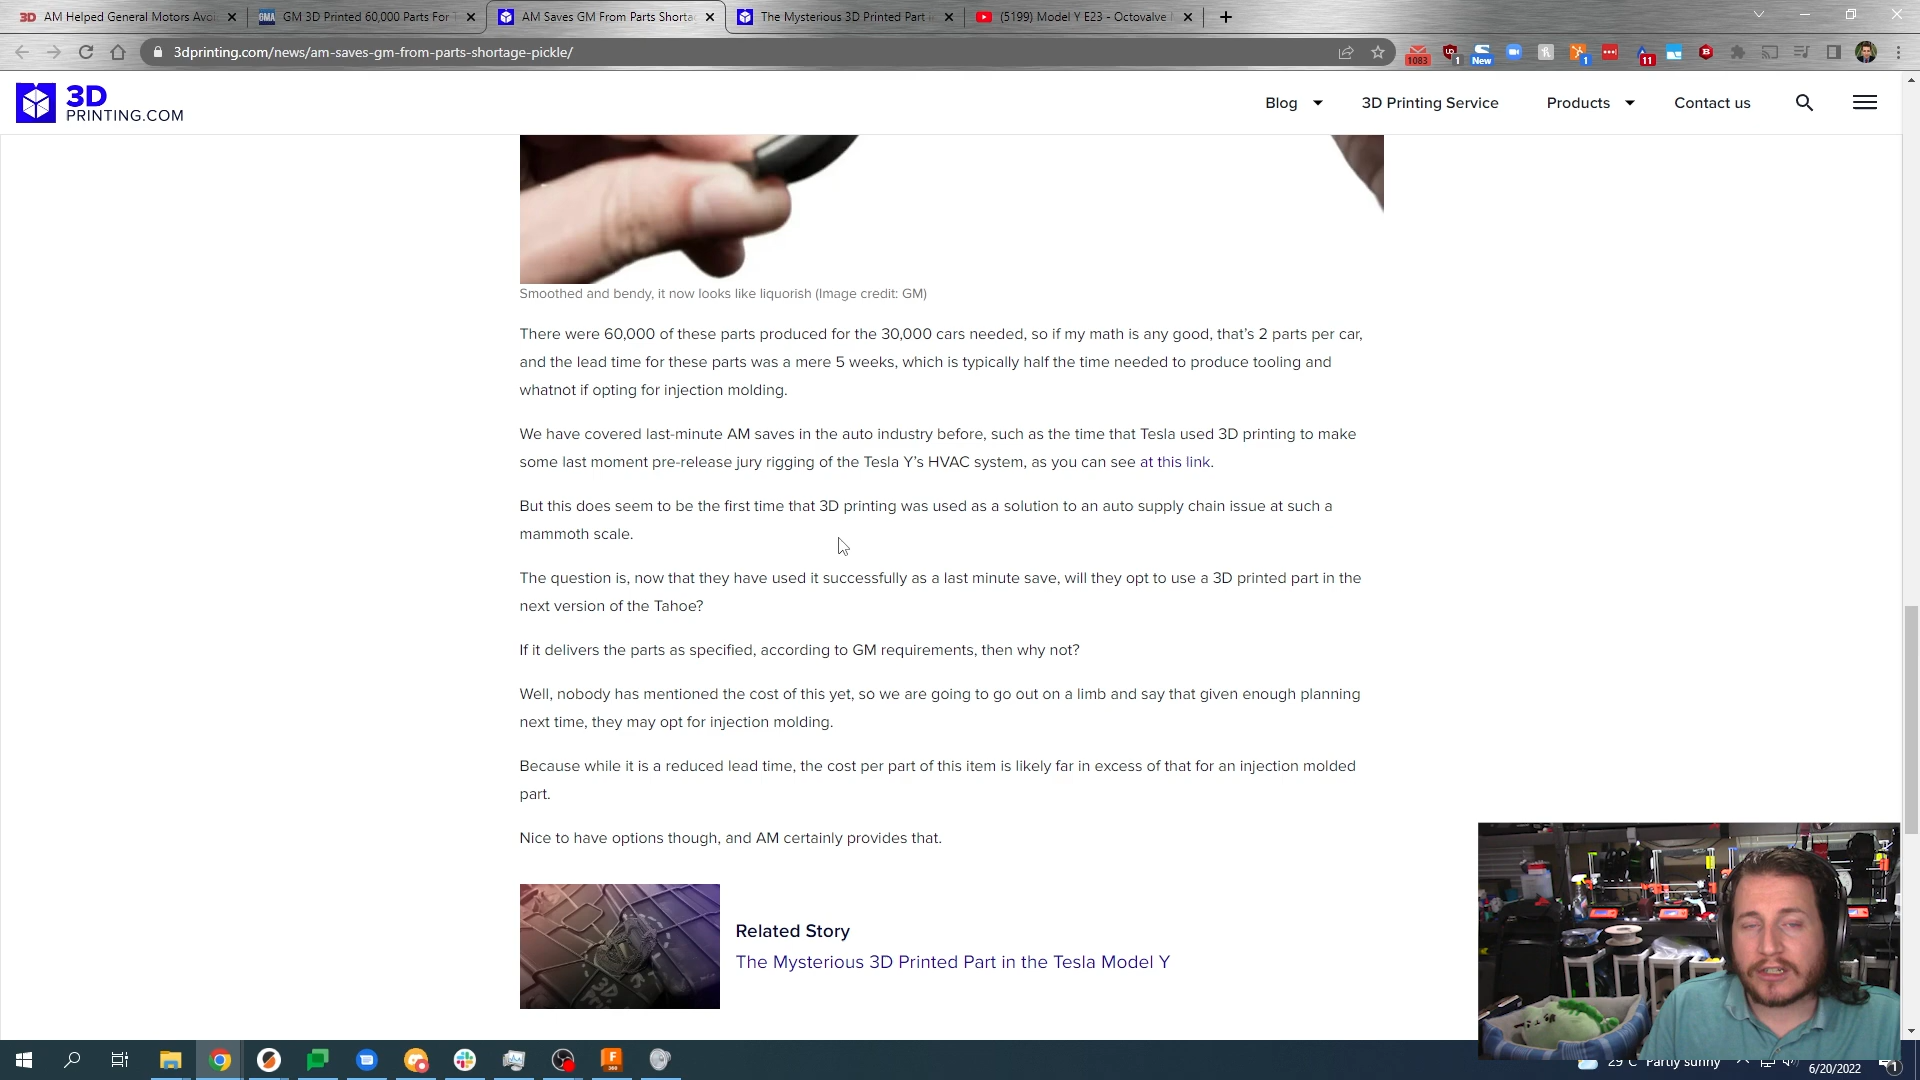 AM Helped General Motors Avoi
GM 3D Printed 60,000 Parts For T
AM Saves GM From Parts Shorta
The Mysterious 3D Printed Part i
(5199) Model Y E23 - Octovalve
3dprinting.com/news/am-saves-gm-from-parts-shortage-pickle/
1083
1
New
1
11
3D
PRINTING.COM
Blog
3D Printing Service
Products
Contact us
Smoothed and bendy, it now looks like liquorish (Image credit: GM)
There were 60,000 of these parts produced for the 30,000 cars needed, so if my math is any good, that's 2 parts per car,
and the lead time for these parts was a mere 5 weeks, which is typically half the time needed to produce tooling and
whatnot if opting for injection molding.
We have covered last-minute AM saves in the auto industry before, such as the time that Tesla used 3D printing to make
some last moment pre-release jury rigging of the Tesla Y's HVAC system, as you can see at this link.
But this does seem to be the first time that 3D printing was used as a solution to an auto supply chain issue at such a
mammoth scale.
The question is, now that they have used it successfully as a last minute save, will they opt to use a 3D printed part in the
next version of the Tahoe?
If it delivers the parts as specified, according to GM requirements, then why not?
Well, nobody has mentioned the cost of this yet, so we are going to go out on a limb and say that given enough planning
next time, they may opt for injection molding.
Because while it is a reduced lead time, the cost per part of this item is likely far in excess of that for an injection molded
part.
Nice to have options though, and AM certainly provides that.
Related Story
The Mysterious 3D Printed Part in the Tesla Model Y
29°C Partly sunny
6/20/2022
1